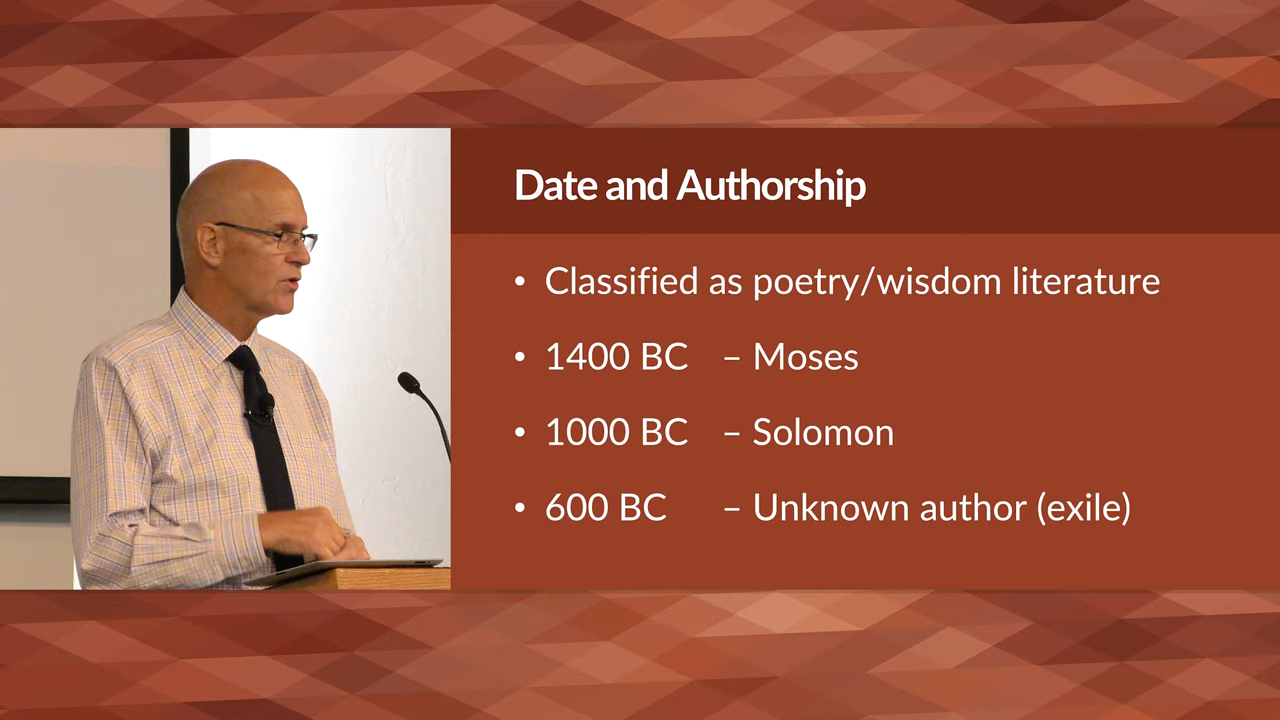 Date and Authorship
• Classified as poetry/wisdom literature
• 1400 BC – Moses
• 1000 BC – Solomon
• 600 BC – Unknown author (exile)